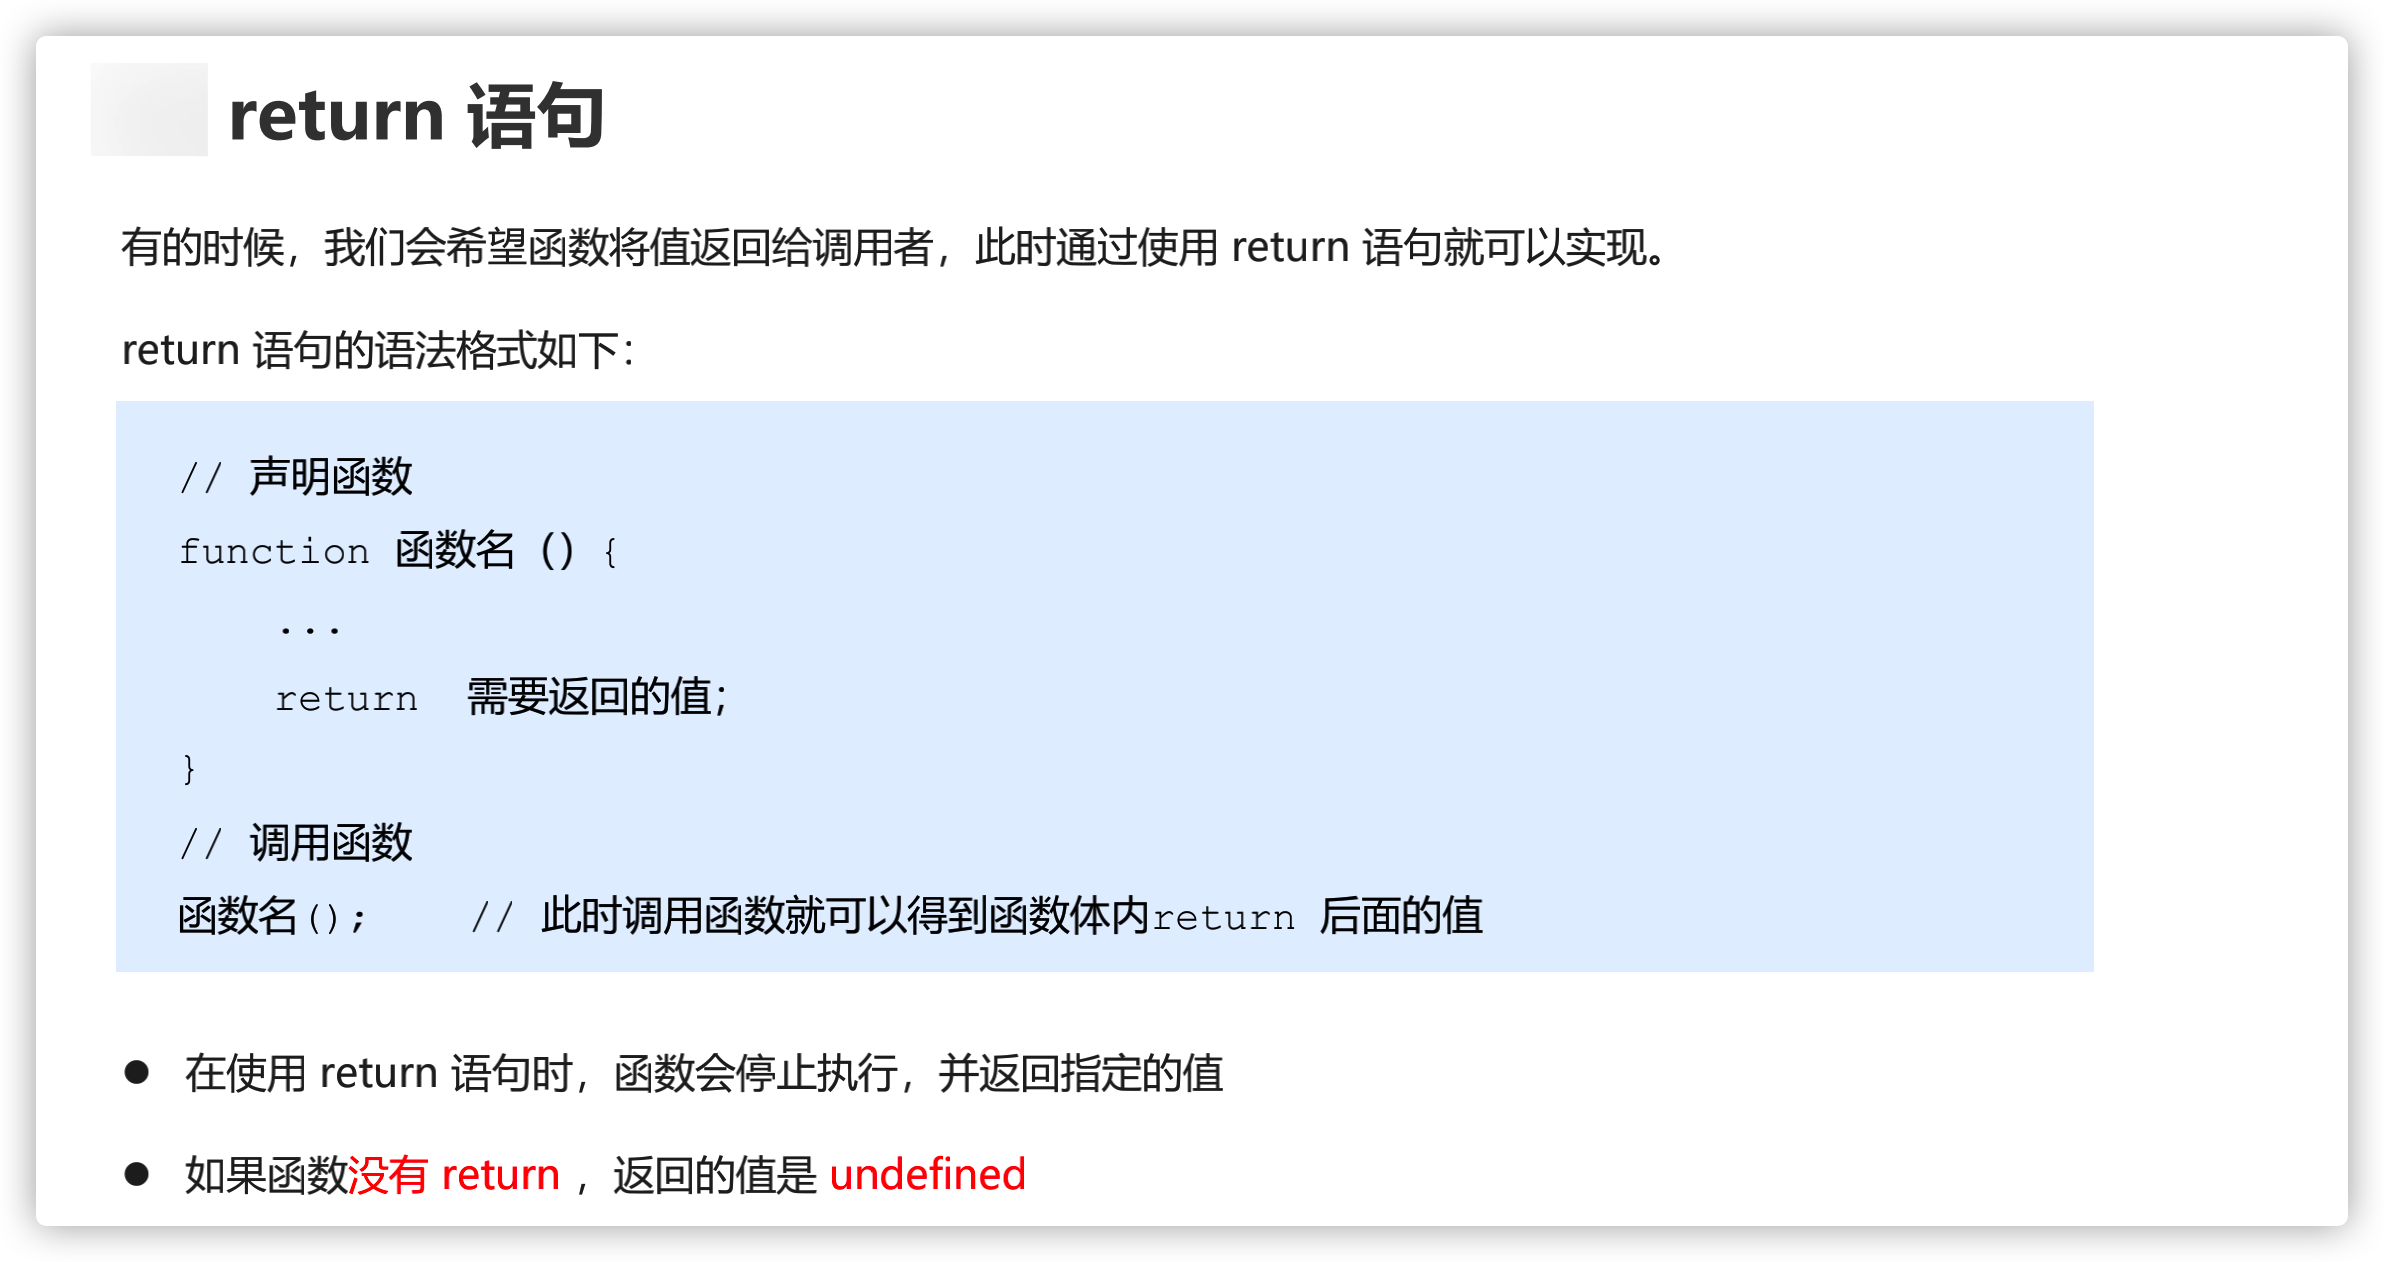 return 语句
有的时候，我们会希望函数将值返回给调用者，此时通过使用 return 语句就可以实现。
return 语句的语法格式如下：
// 声明函数
function 函数名（）{
    ...
    return  需要返回的值；
}
// 调用函数
函数名();    // 此时调用函数就可以得到函数体内return 后面的值
● 在使用 return 语句时，函数会停止执行，并返回指定的值
● 如果函数没有 return ，返回的值是 undefined